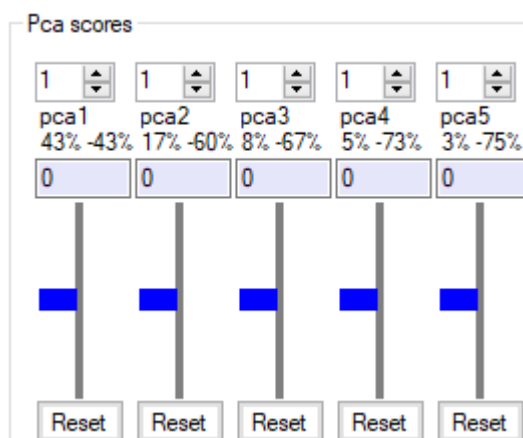 Pca scores
1 1 1 1 1
pca1 pca2 pca3 pca4 pca5
43% -43% 17% -60% 8% -67% 5% -73% 3% -75%
0 0 0 0 0
Reset Reset Reset Reset Reset